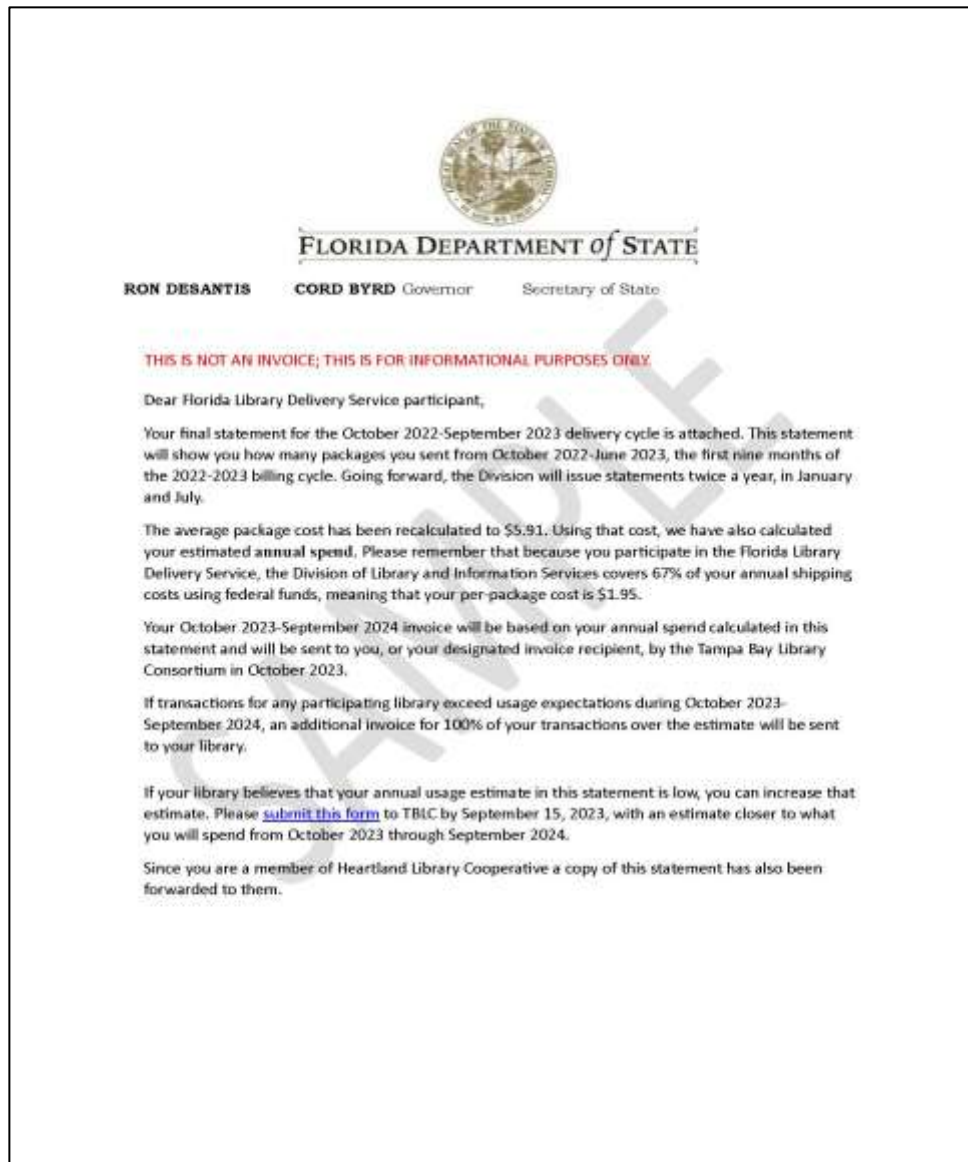 GREAT SEAL OF THE STATE OF FLORIDA
IN GOD WE TRUST
FLORIDA DEPARTMENT of STATE
RON DESANTIS CORD BYRD Governor Secretary of State
THIS IS NOT AN INVOICE; THIS IS FOR INFORMATIONAL PURPOSES ONLY.
Dear Florida Library Delivery Service participant,
Your final statement for the October 2022-September 2023 delivery cycle is attached. This statement
will show you how many packages you sent from October 2022-June 2023, the first nine months of
the 2022-2023 billing cycle. Going forward, the Division will issue statements twice a year, in January
and July.
The average package cost has been recalculated to $5.91. Using that cost, we have also calculated
your estimated annual spend. Please remember that because you participate in the Florida Library
Delivery Service, the Division of Library and Information Services covers 67% of your annual shipping
costs using federal funds, meaning that your per-package cost is $1.95.
Your October 2023-September 2024 invoice will be based on your annual spend calculated in this
statement and will be sent to you, or your designated invoice recipient, by the Tampa Bay Library
Consortium in October 2023.
If transactions for any participating library exceed usage expectations during October 2023-
September 2024, an additional invoice for 100% of your transactions over the estimate will be sent
to your library.
If your library believes that your annual usage estimate in this statement is low, you can increase that
estimate. Please submit this form to TBLC by September 15, 2023, with an estimate closer to what
you will spend from October 2023 through September 2024.
Since you are a member of Heartland Library Cooperative a copy of this statement has also been
forwarded to them.
SAMPLE